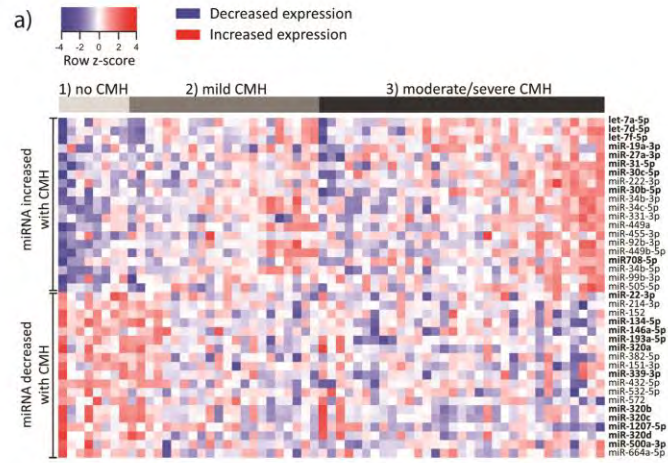 a)
Decreased expression
Increased expression
-4 -2 0 2 4
Row z-score
1) no CMH
2) mild CMH
3) moderate/severe CMH
miRNA increased
with CMH
miRNA decreased
with CMH
let-7a-5p
let-7d-5p
let-7f-5p
miR-19a-3p
miR-27a-3p
miR-31-5p
miR-30c-5p
miR-222-3p
miR-30b-5p
miR-34b-3p
miR-34c-5p
miR-331-3p
miR-449a
miR-455-3p
miR-92b-3p
miR-449b-5p
miR708-5p
miR-34b-5p
miR-99b-3p
miR-505-5p
miR-22-3p
miR-214-3p
miR-152
miR-134-5p
miR-146a-5p
miR-193a-5p
miR-320a
miR-382-5p
miR-151-3p
miR-339-3p
miR-432-5p
miR-532-5p
miR-572
miR-320b
miR-320c
miR-1207-5p
miR-320d
miR-500a-3p
miR-664a-5p